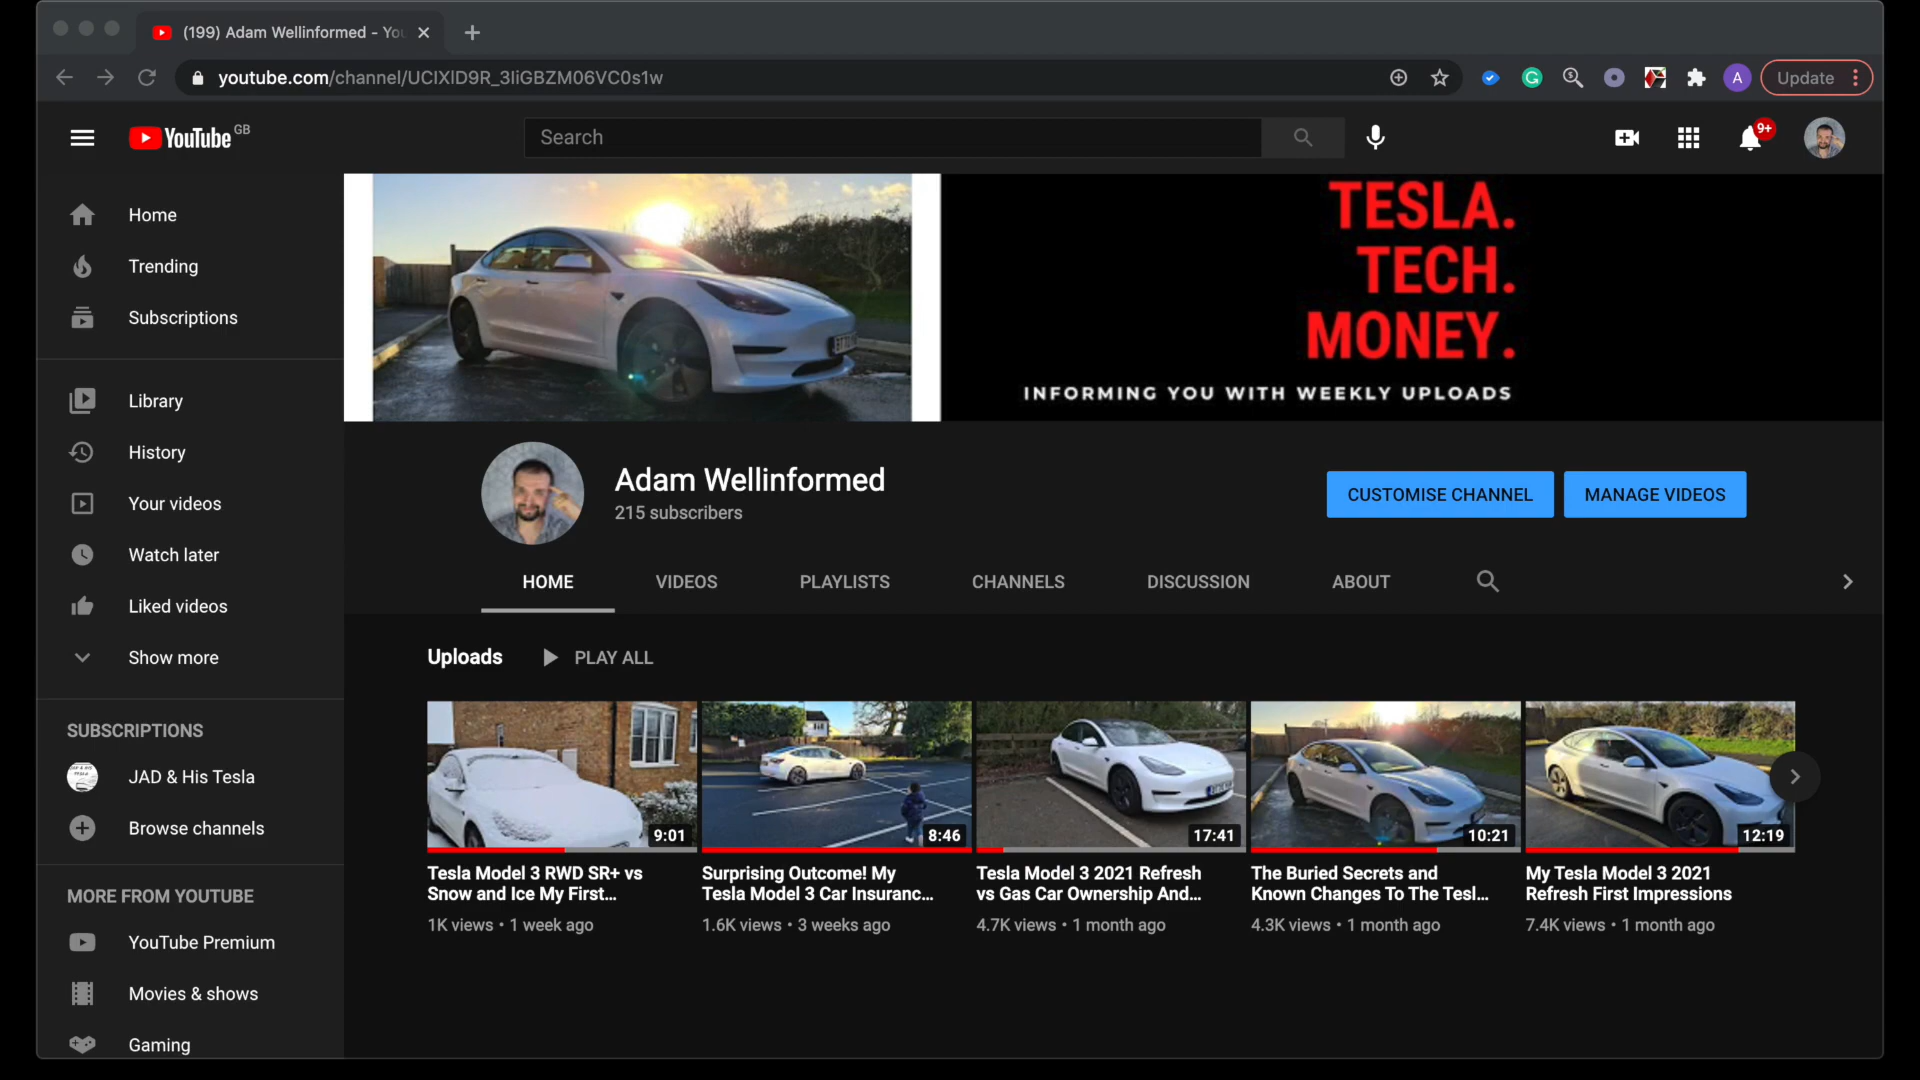 (199) Adam Wellinformed - You
youtube.com/channel/UCIXID9R_3IiGBZM06VC0s1w
A
Update
YouTube GB
Search
9+
Home
Trending
Subscriptions
Library
History
Your videos
Watch later
Liked videos
Show more
SUBSCRIPTIONS
JAD & His Tesla
Browse channels
MORE FROM YOUTUBE
YouTube Premium
Movies & shows
Gaming
TESLA.
TECH.
MONEY.
INFORMING YOU WITH WEEKLY UPLOADS
Adam Wellinformed
215 subscribers
CUSTOMISE CHANNEL
MANAGE VIDEOS
HOME VIDEOS PLAYLISTS CHANNELS DISCUSSION ABOUT
Uploads PLAY ALL
9:01
Tesla Model 3 RWD SR+ vs
Snow and Ice My First...
1K views • 1 week ago
8:46
Surprising Outcome! My
Tesla Model 3 Car Insuranc...
1.6K views • 3 weeks ago
17:41
Tesla Model 3 2021 Refresh
vs Gas Car Ownership And...
4.7K views • 1 month ago
10:21
The Buried Secrets and
Known Changes To The Tesl...
4.3K views • 1 month ago
12:19
My Tesla Model 3 2021
Refresh First Impressions
7.4K views • 1 month ago